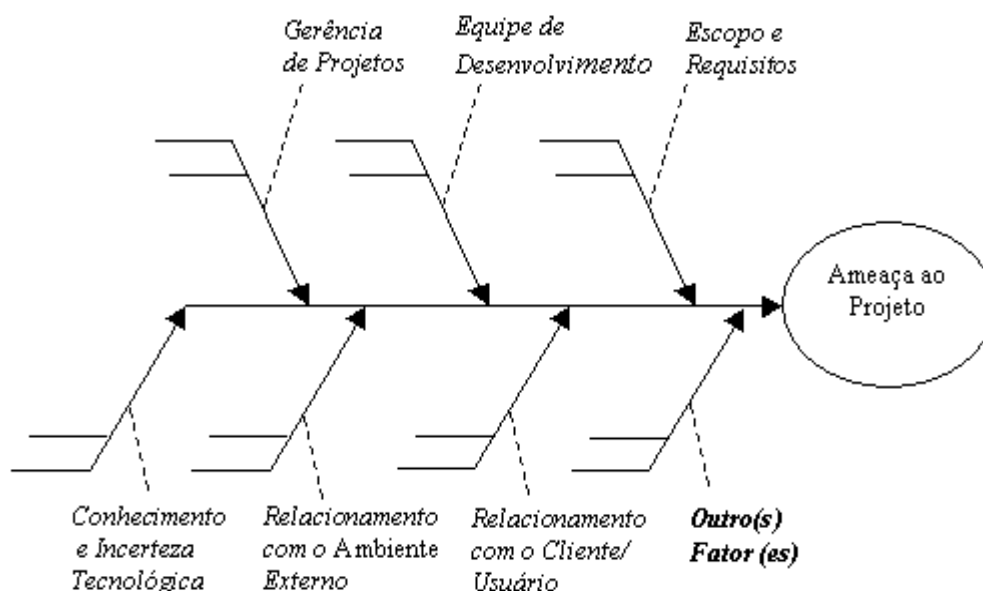 Gerência
de Projetos
Equipe de
Desenvolvimento
Escopo e
Requisitos
Ameaça ao
Projeto
Conhecimento
e Incerteza
Tecnológica
Relacionamento
com o Ambiente
Externo
Relacionamento
com o Cliente/
Usuário
Outro(s)
Fator (es)